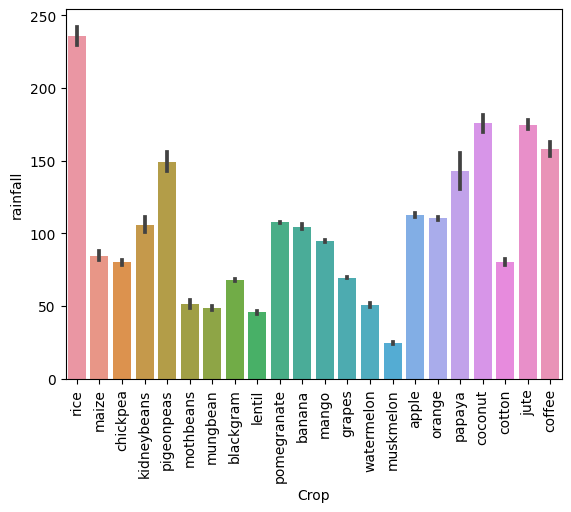 250
200
150
100
50
0
rainfall
rice
maize
chickpea
kidneybeans
pigeonpeas
mothbeans
mungbean
blackgram
lentil
pomegranate
banana
mango
grapes
watermelon
muskmelon
apple
orange
papaya
coconut
cotton
jute
coffee
Crop